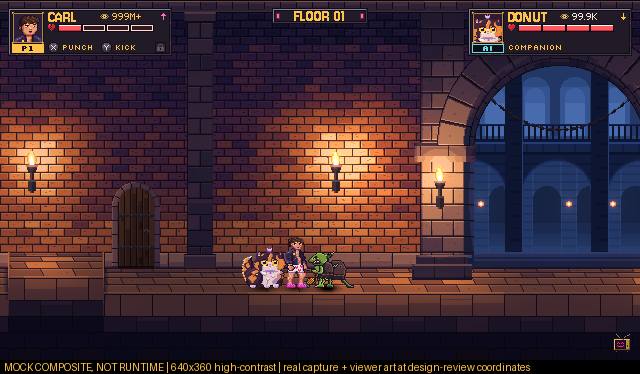 CARL 999M+
P1 X PUNCH Y KICK
FLOOR 01
DONUT 99.9K
AI COMPANION
MOCK COMPOSITE, NOT RUNTIME | 640x360 high-contrast | real capture + viewer art at design-review coordinates